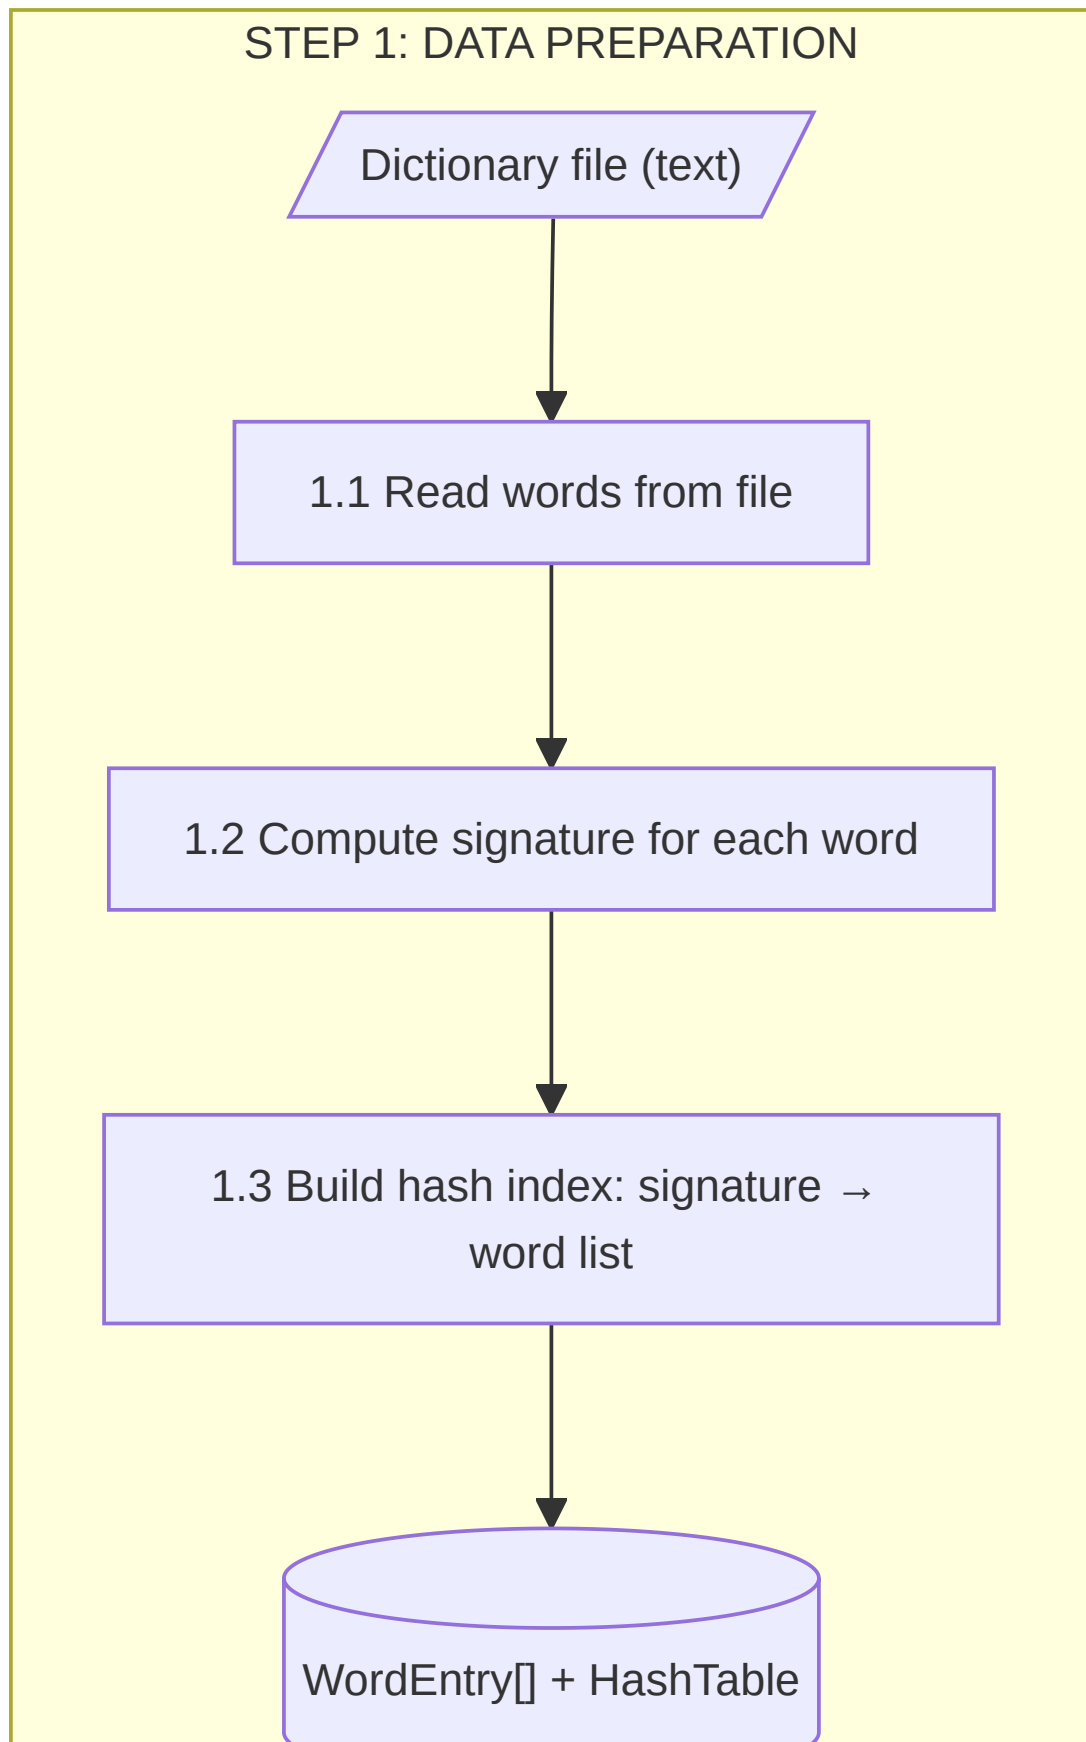 STEP 1: DATA PREPARATION
Dictionary file (text)
1.1 Read words from file
1.2 Compute signature for each word
1.3 Build hash index: signature →
word list
WordEntry[] + HashTable